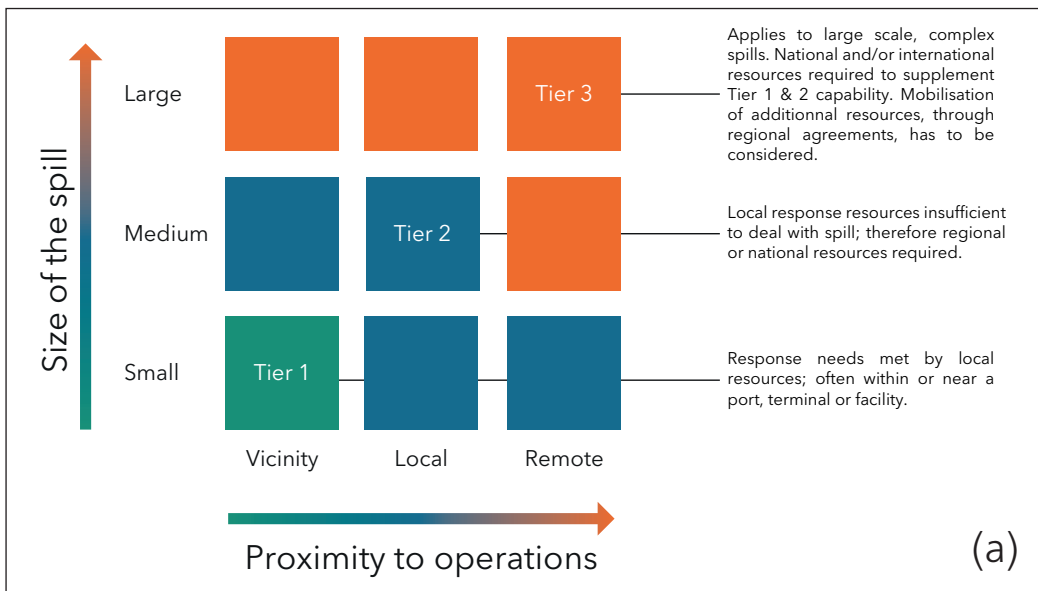 Size of the spill
Large
Tier 3
Applies to large scale, complex
spills. National and/or international
resources required to supplement
Tier 1 & 2 capability. Mobilisation
of additionnal resources, through
regional agreements, has to be
considered.
Medium
Tier 2
Local response resources insufficient
to deal with spill; therefore regional
or national resources required.
Small
Tier 1
Response needs met by local
resources; often within or near a
port, terminal or facility.
Vicinity
Local
Remote
Proximity to operations
(a)